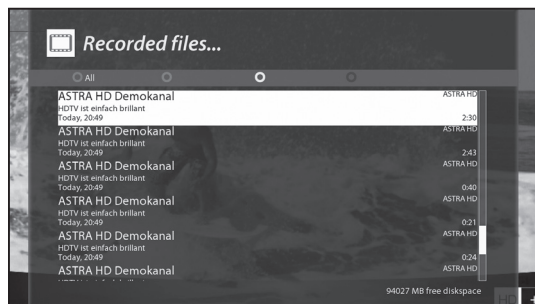 Recorded files...
All
ASTRA HD Demokanal ASTRA HD
HDTV ist einfach brillant
Today, 20:49 2:30
ASTRA HD Demokanal ASTRA HD
HDTV ist einfach brillant
Today, 20:49 2:43
ASTRA HD Demokanal ASTRA HD
HDTV ist einfach brillant
Today, 20:49 0:40
ASTRA HD Demokanal ASTRA HD
HDTV ist einfach brillant
Today, 20:49 0:21
ASTRA HD Demokanal ASTRA HD
HDTV ist einfach brillant
Today, 20:49 0:24
ASTRA HD Demokanal ASTRA HD
94027 MB free diskspace
HD